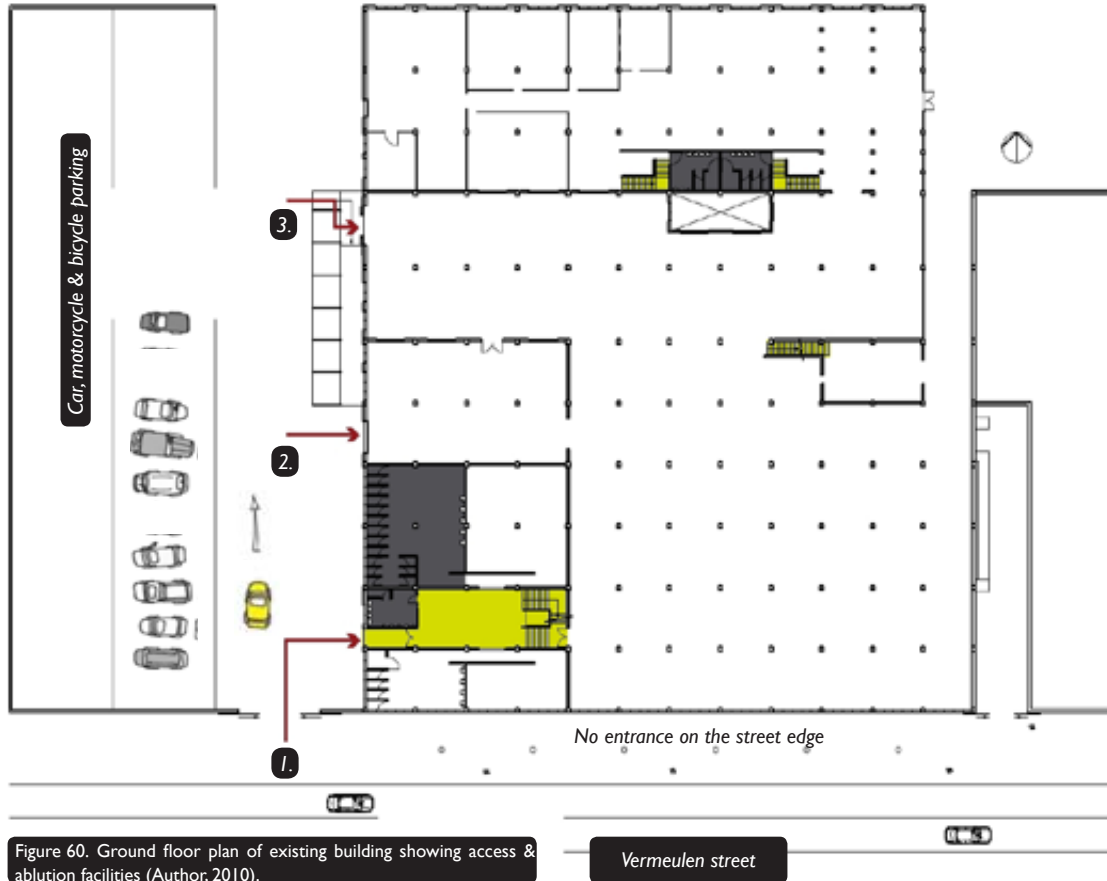 Car, motorcycle & bicycle parking
3.
2.
1.
No entrance on the street edge
Figure 60. Ground floor plan of existing building showing access &
ablution facilities (Author, 2010).
Vermeulen street